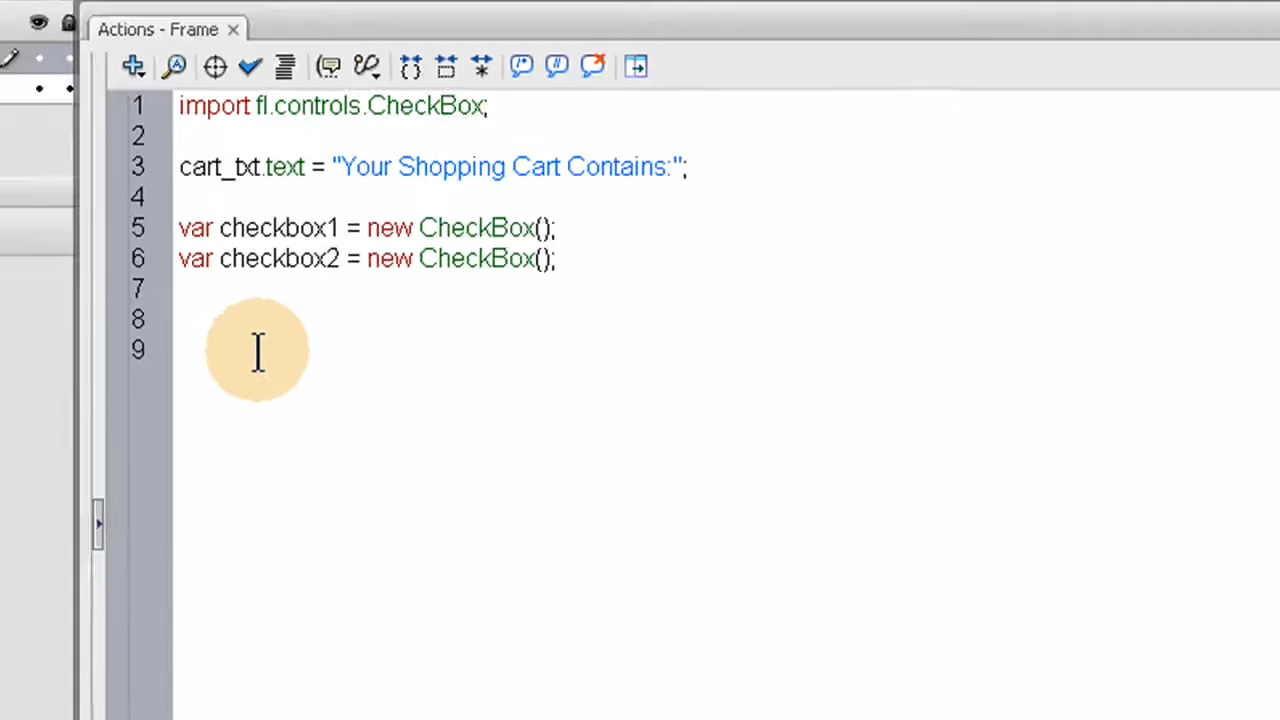 Actions - Frame
1 import fl.controls.CheckBox;
2
3 cart_txt.text = "Your Shopping Cart Contains:";
4
5 var checkbox1 = new CheckBox();
6 var checkbox2 = new CheckBox();
7
8
9